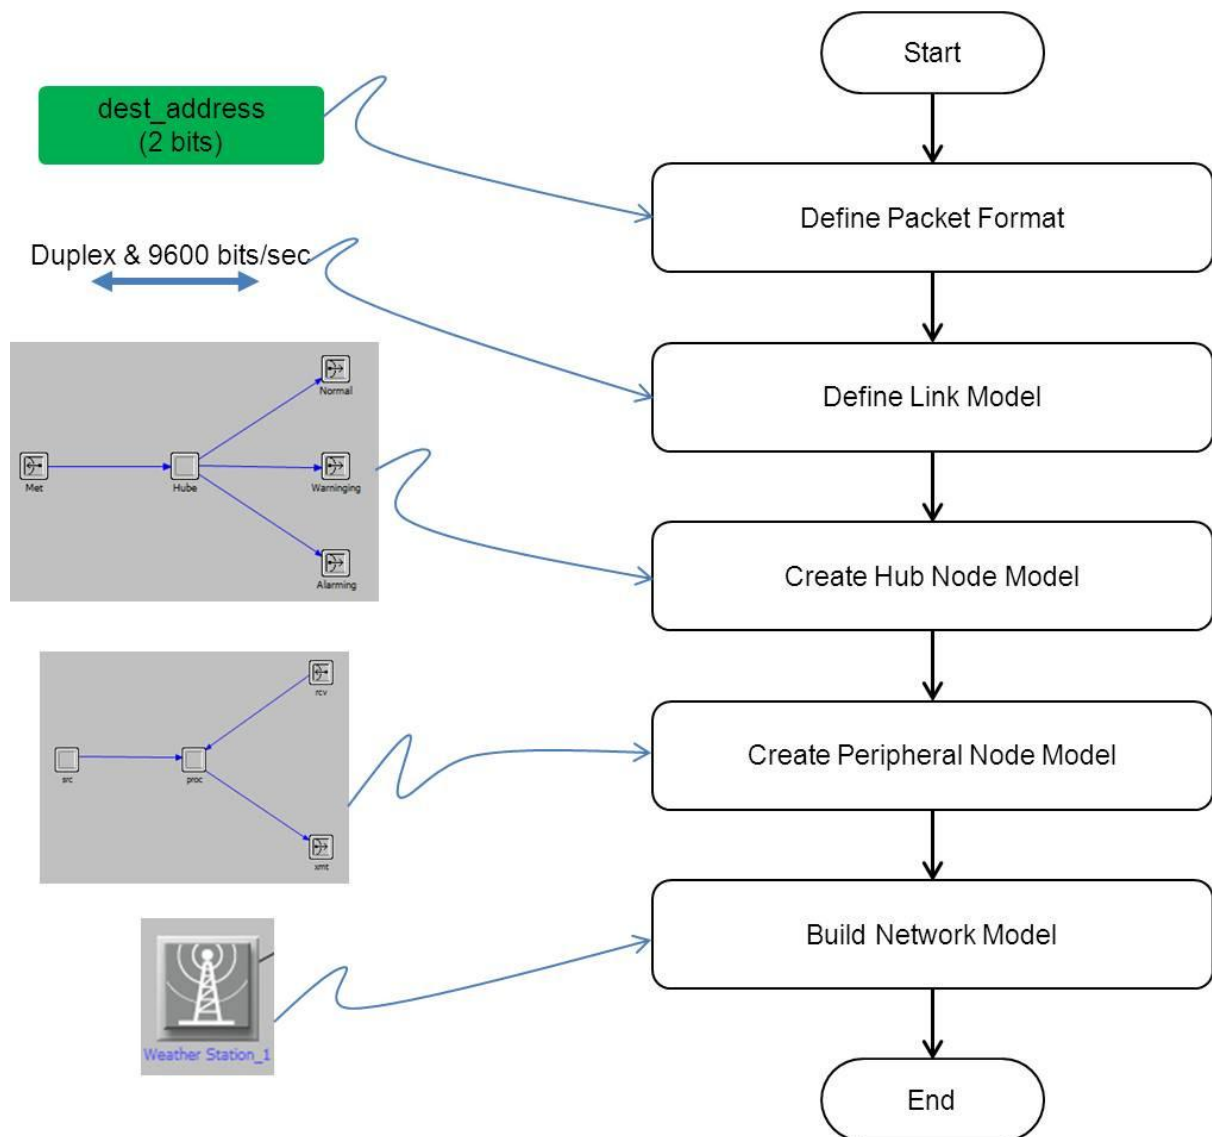 Start
dest_address
(2 bits)
Define Packet Format
Duplex & 9600 bits/sec
Define Link Model
Normal
Met
Hube
Warninging
Alarming
Create Hub Node Model
rcv
src
proc
xmt
Create Peripheral Node Model
Build Network Model
Weather Station_1
End